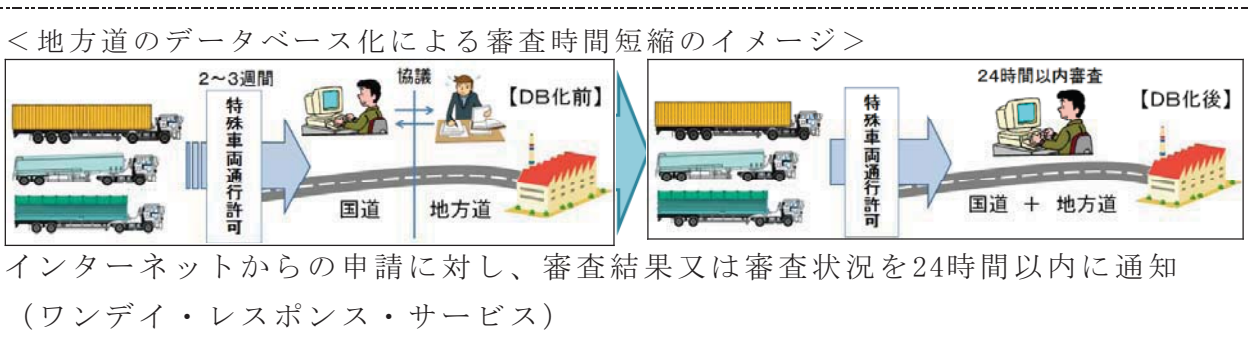 ＜地方道のデータベース化による審査時間短縮のイメージ＞
2～3週間
協議
【DB化前】
特殊車両通行許可
国道
地方道
24時間以内審査
【DB化後】
特殊車両通行許可
国道 ＋ 地方道
インターネットからの申請に対し、審査結果又は審査状況を24時間以内に通知
（ワンデイ・レスポンス・サービス）